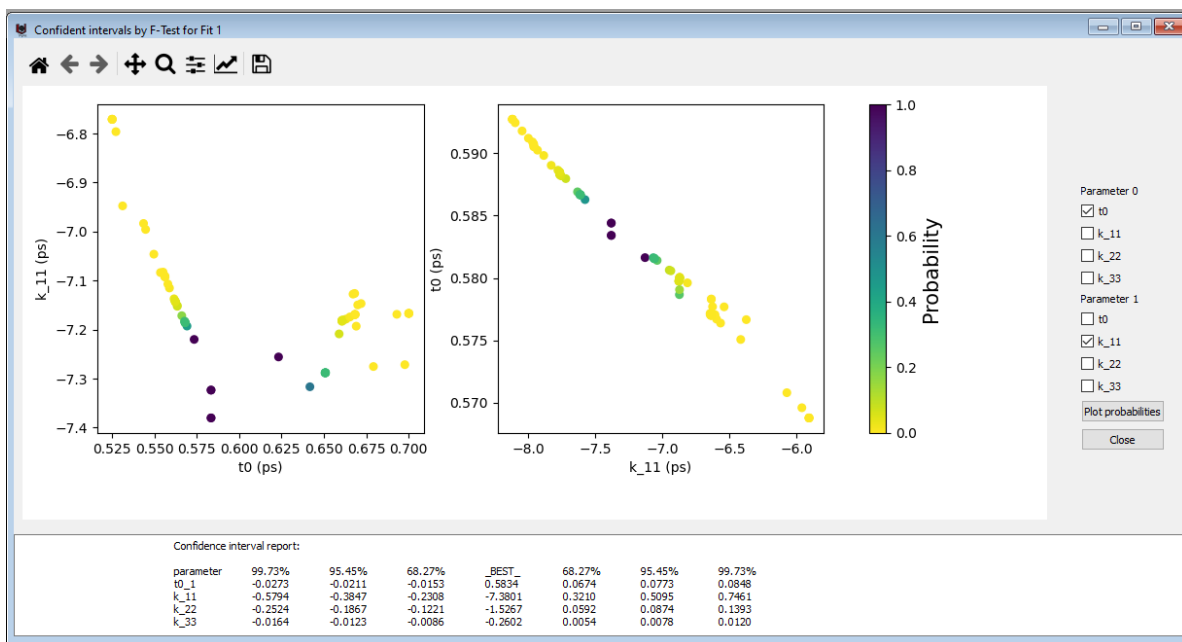 Confident intervals by F-Test for Fit 1
−6.8
−6.9
−7.0
−7.1
−7.2
−7.3
−7.4
k_11 (ps)
0.525 0.550 0.575 0.600 0.625 0.650 0.675 0.700
t0 (ps)
0.590
0.585
0.580
0.575
0.570
t0 (ps)
−8.0 −7.5 −7.0 −6.5 −6.0
k_11 (ps)
1.0
0.8
0.6
0.4
0.2
0.0
Probability
Parameter 0
t0
k_11
k_22
k_33
Parameter 1
t0
k_11
k_22
k_33
Plot probabilities
Close
Confidence interval report:
parameter 99.73% 95.45% 68.27% _BEST_ 68.27% 95.45% 99.73%
t0_1 -0.0273 -0.0211 -0.0153 0.5834 0.0674 0.0773 0.0848
k_11 -0.5794 -0.3847 -0.2308 -7.3801 0.3210 0.5095 0.7461
k_22 -0.2524 -0.1867 -0.1221 -1.5267 0.0592 0.0874 0.1393
k_33 -0.0164 -0.0123 -0.0086 -0.2602 0.0054 0.0078 0.0120